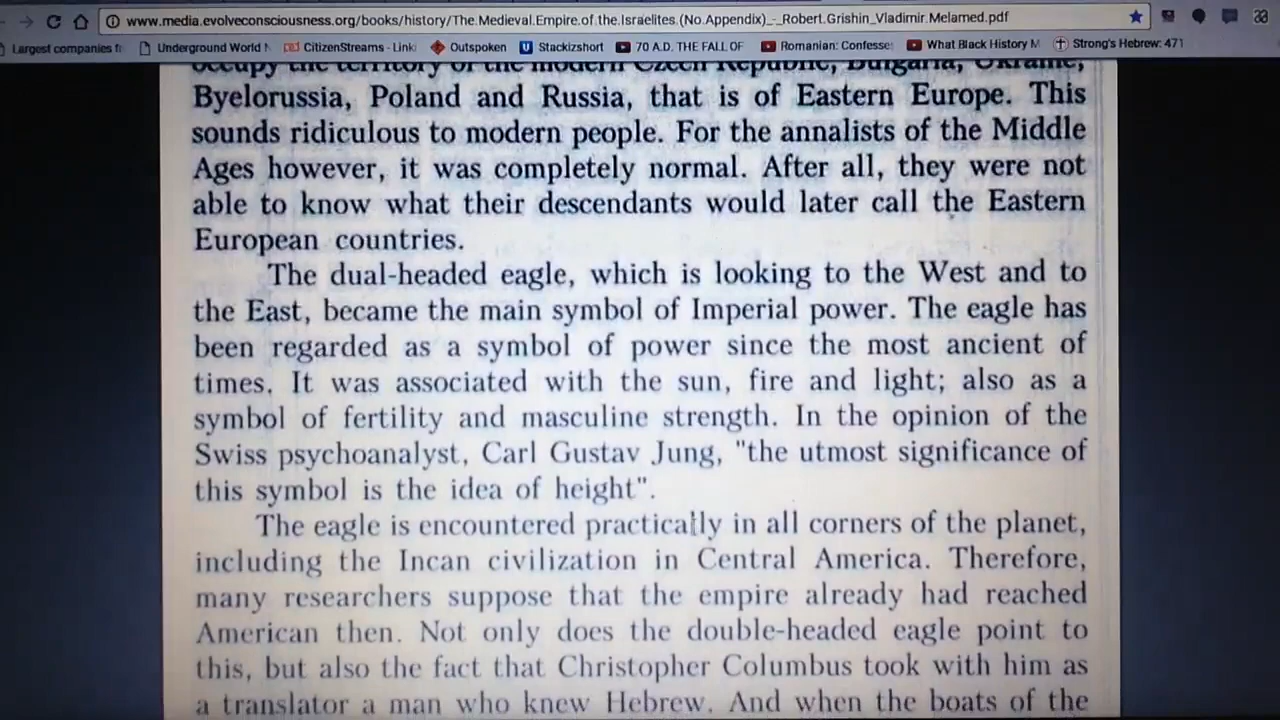 www.media.evolveconsciousness.org/books/history/The.Medieval.Empire.of.the.Israelites.(No.Appendix)_-_Robert.Grishin_Vladimir.Melamed.pdf
Largest companies Underground World CitizenStreams - Link Outspoken Stackizshort 70 A.D. THE FALL OF Romanian: Confesse What Black History M Strong's Hebrew: 471
occupy the territory of the modern Czech Republic, Bulgaria, Ukraine,
Byelorussia, Poland and Russia, that is of Eastern Europe. This
sounds ridiculous to modern people. For the annalists of the Middle
Ages however, it was completely normal. After all, they were not
able to know what their descendants would later call the Eastern
European countries.
The dual-headed eagle, which is looking to the West and to
the East, became the main symbol of Imperial power. The eagle has
been regarded as a symbol of power since the most ancient of
times. It was associated with the sun, fire and light; also as a
symbol of fertility and masculine strength. In the opinion of the
Swiss psychoanalyst, Carl Gustav Jung, "the utmost significance of
this symbol is the idea of height".
The eagle is encountered practically in all corners of the planet,
including the Incan civilization in Central America. Therefore,
many researchers suppose that the empire already had reached
American then. Not only does the double-headed eagle point to
this, but also the fact that Christopher Columbus took with him as
a translator a man who knew Hebrew. And when the boats of the